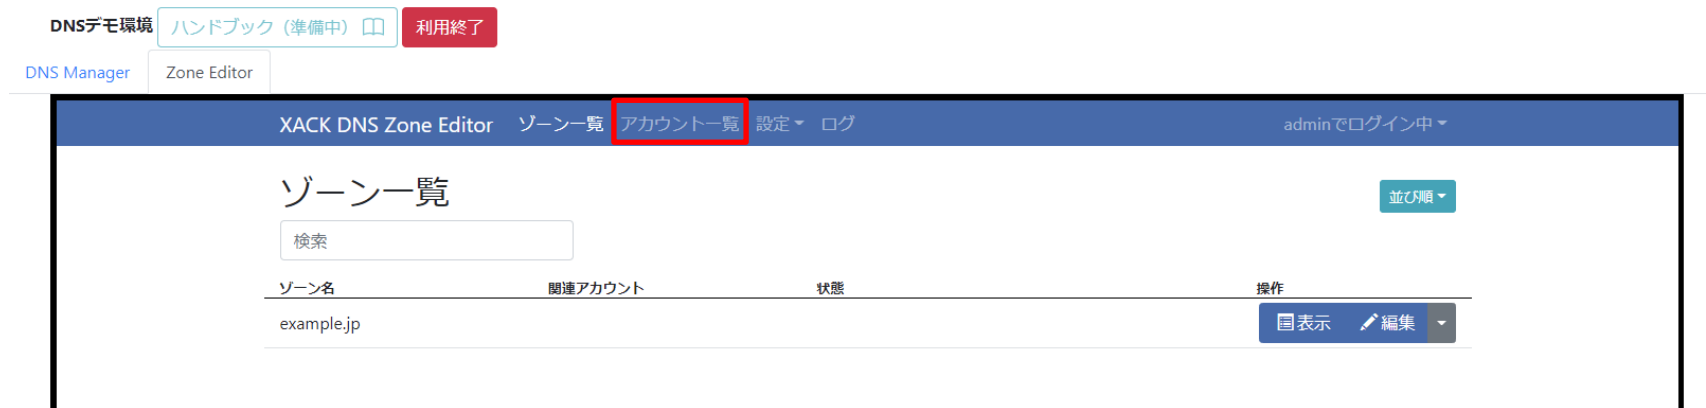 DNSデモ環境 ハンドブック（準備中） 利用終了
DNS Manager Zone Editor
XACK DNS Zone Editor ゾーン一覧 アカウント一覧 設定 ログ adminでログイン中
ゾーン一覧 並び順
検索
ゾーン名 関連アカウント 状態 操作
example.jp 表示 編集